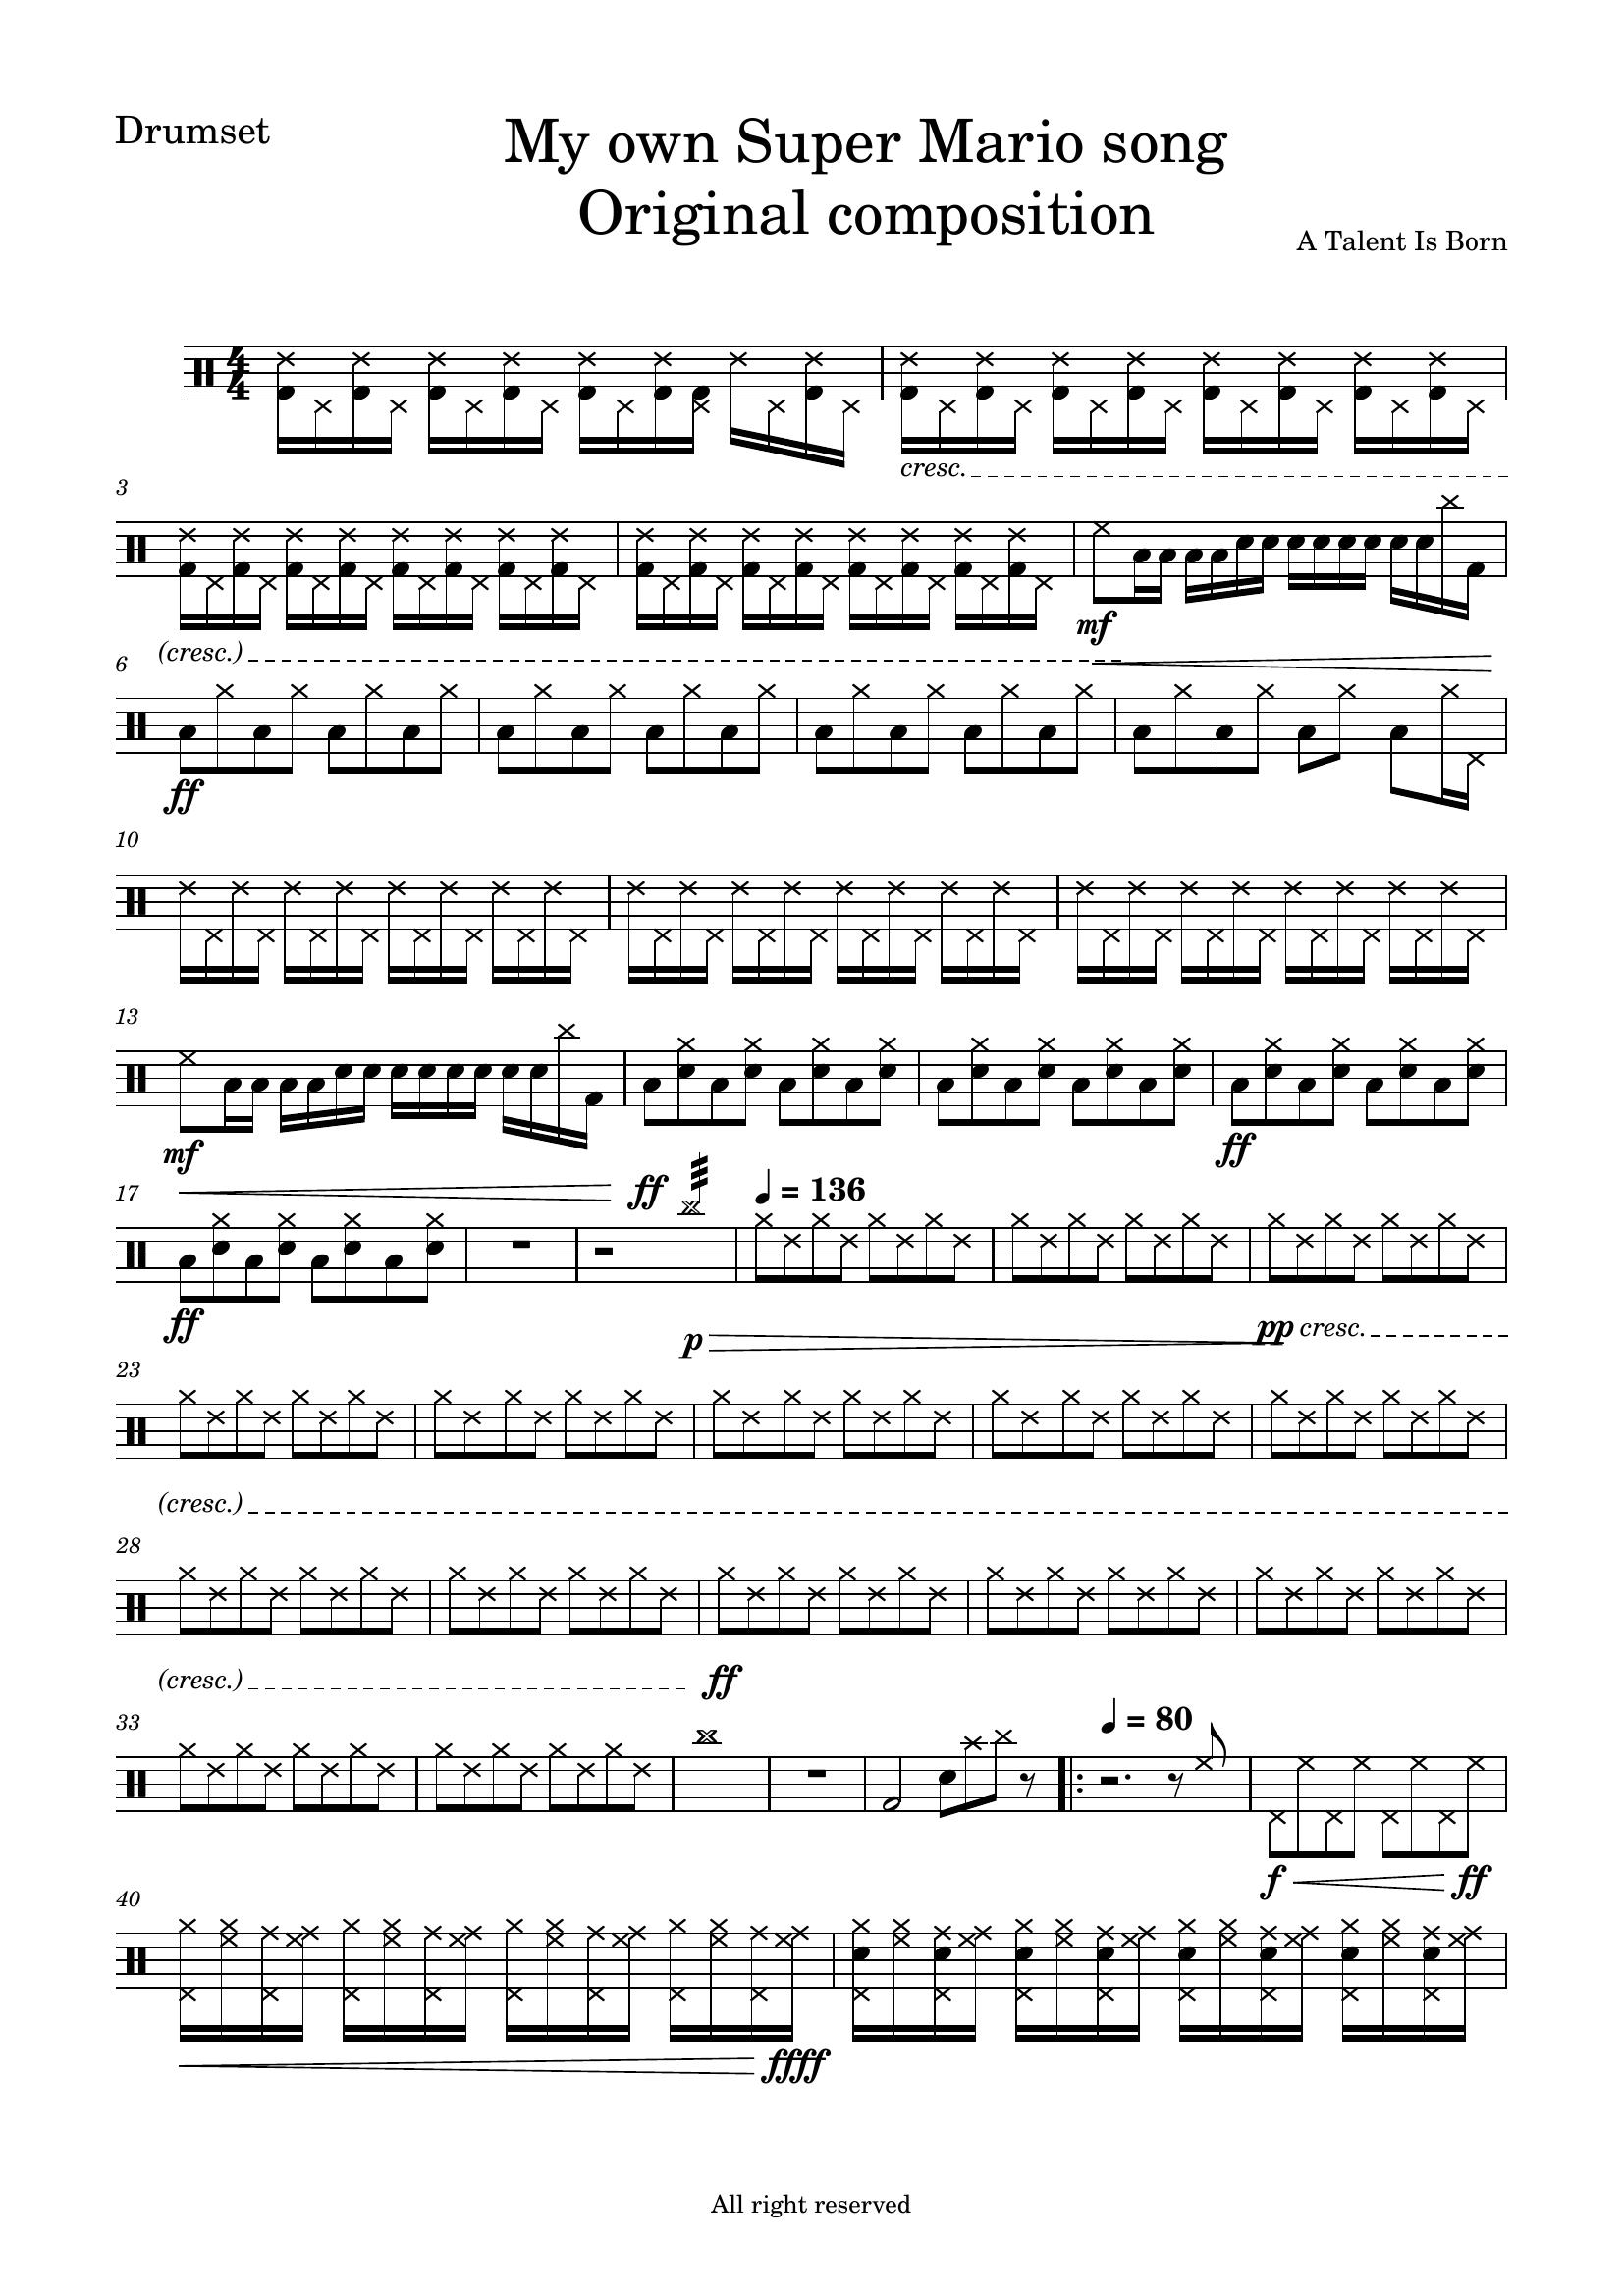 Drumset
My own Super Mario song
Original composition
A Talent Is Born
4
4
cresc.
3
mf
(cresc.)
6
ff
10
13
mf
ff
17
ff
ff
= 136
p
pp cresc.
23
(cresc.)
28
(cresc.)
ff
33
= 80
f
ff
40
ffff
All right reserved